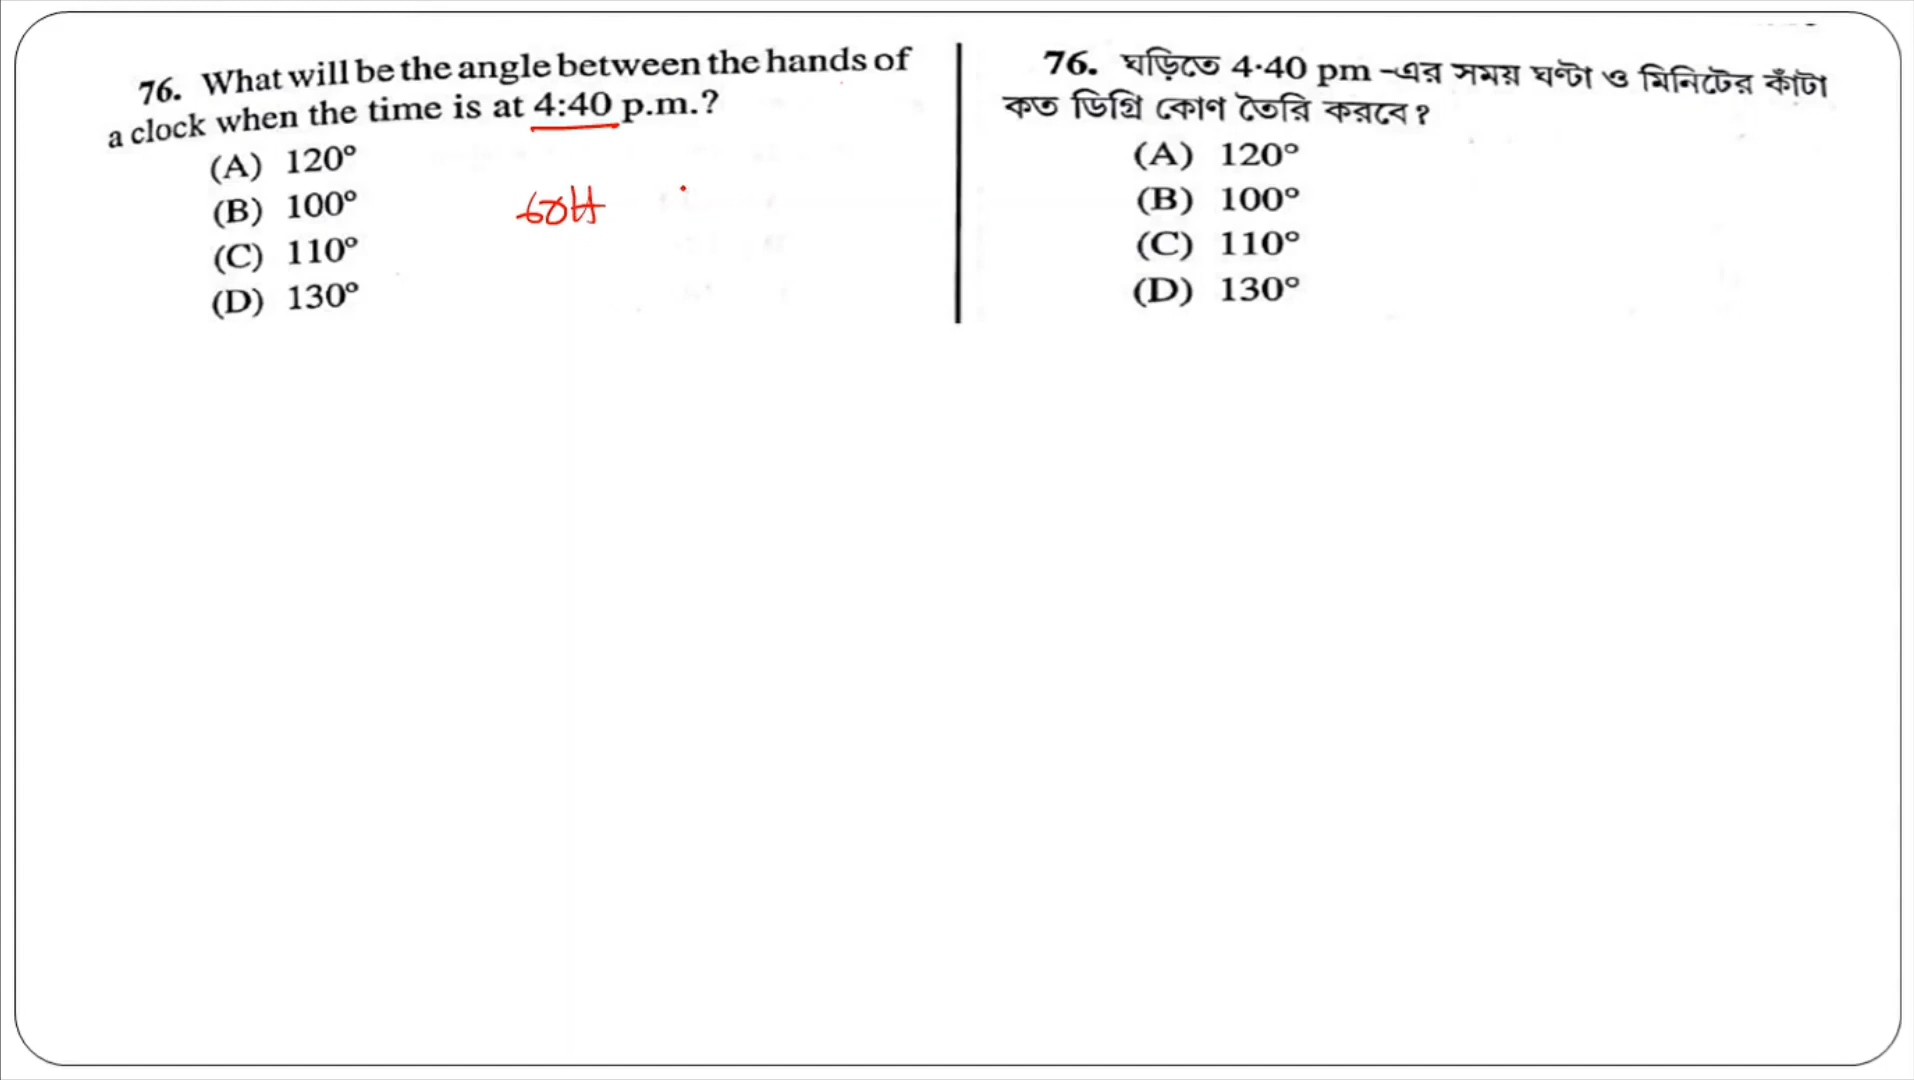 76. What will be the angle between the hands of
a clock when the time is at 4:40 p.m.?
(A) 120°
(B) 100°
(C) 110°
(D) 130°
60H
76. ঘড়িতে 4·40 pm -এর সময় ঘণ্টা ও মিনিটের কাঁটা
কত ডিগ্রি কোণ তৈরি করবে?
(A) 120°
(B) 100°
(C) 110°
(D) 130°